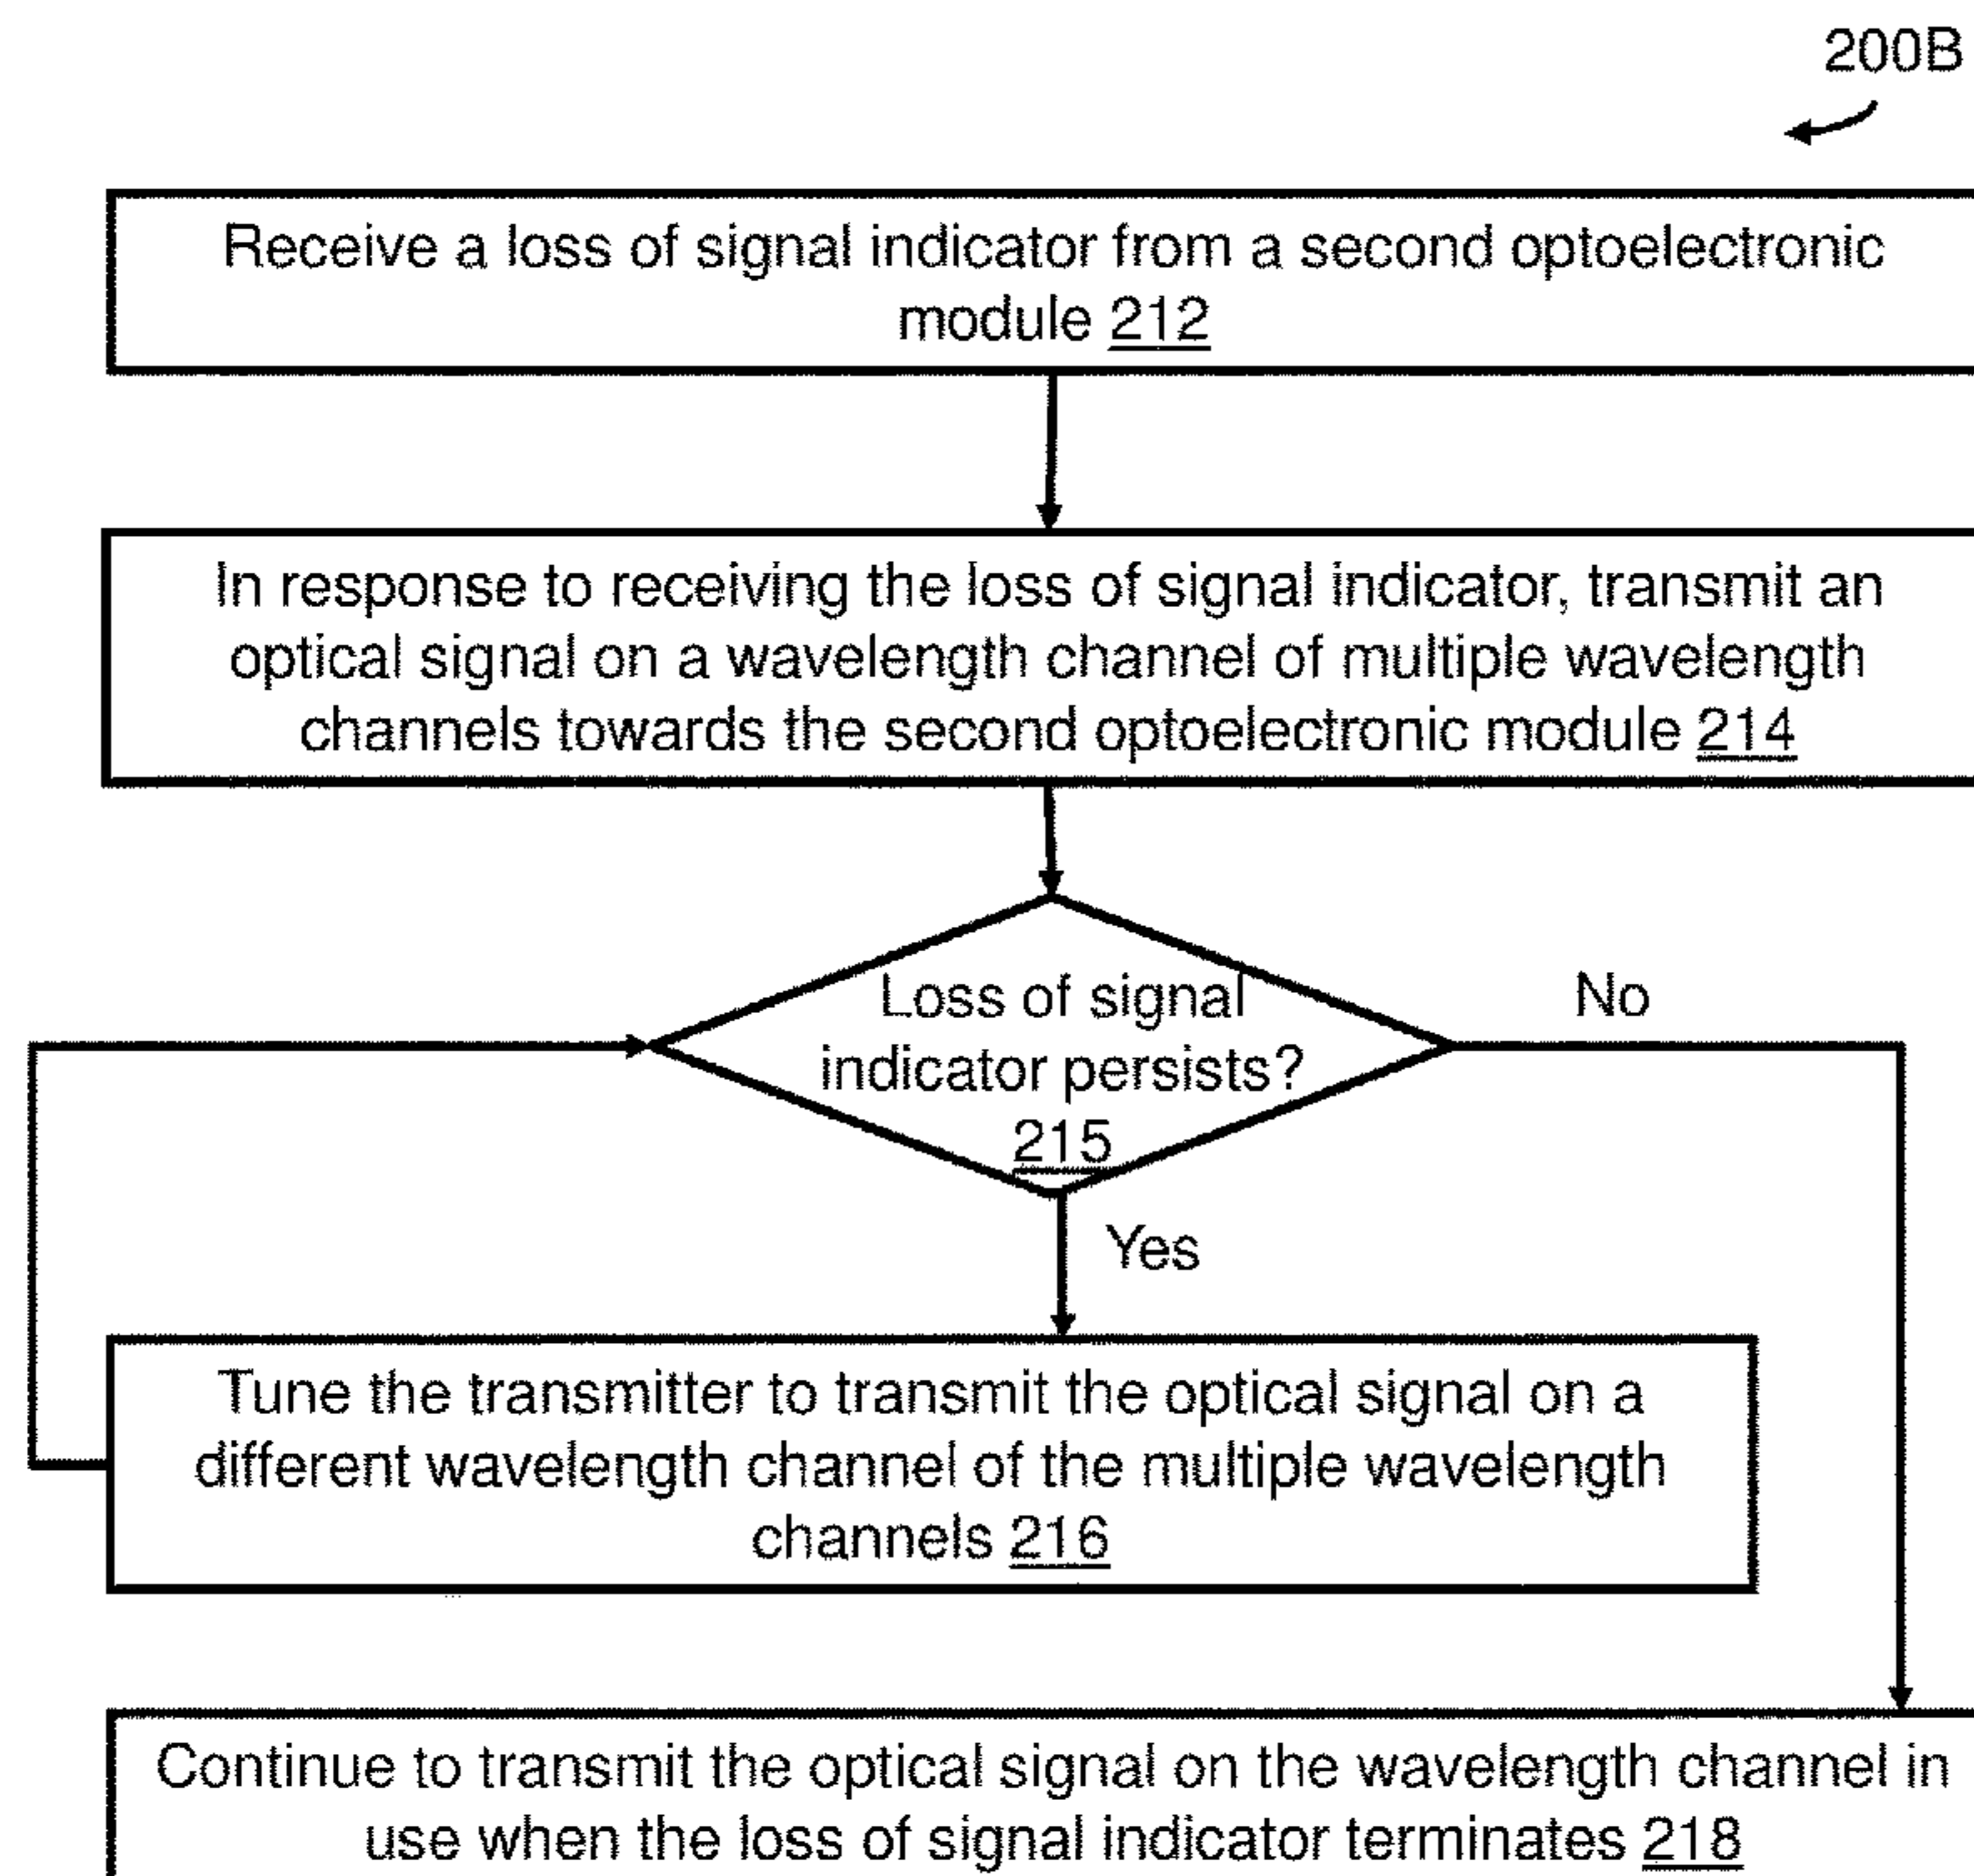 200B
Receive a loss of signal indicator from a second optoelectronic
module 212
In response to receiving the loss of signal indicator, transmit an
optical signal on a wavelength channel of multiple wavelength
channels towards the second optoelectronic module 214
Loss of signal
indicator persists?
215
No
Yes
Tune the transmitter to transmit the optical signal on a
different wavelength channel of the multiple wavelength
channels 216
Continue to transmit the optical signal on the wavelength channel in
use when the loss of signal indicator terminates 218